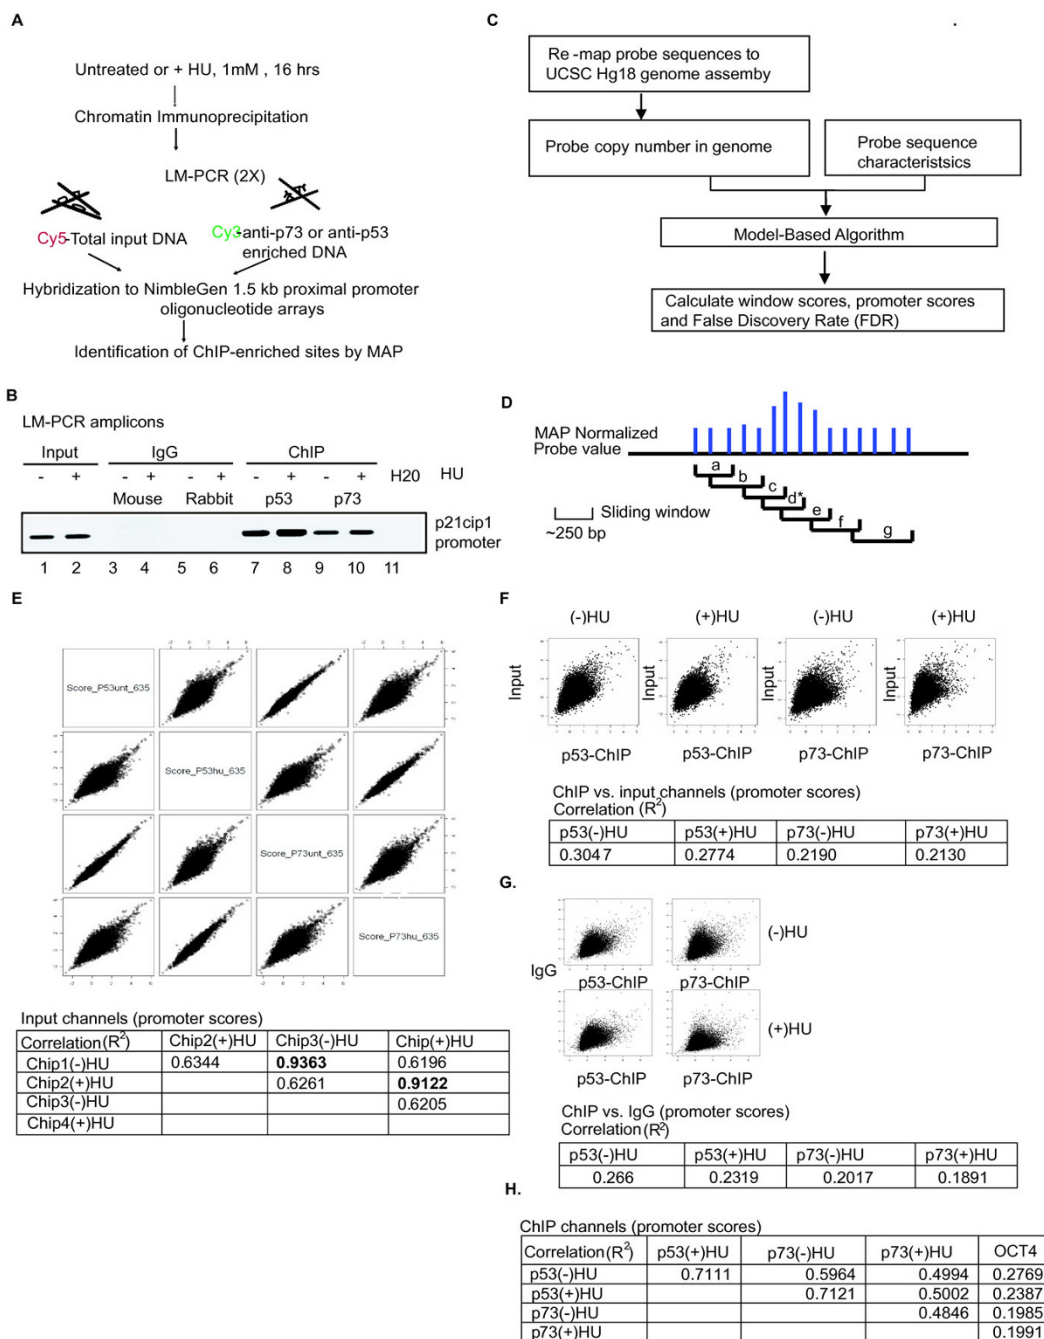 A
Untreated or + HU, 1mM , 16 hrs
Chromatin Immunoprecipitation
LM-PCR (2X)
Cy5-Total input DNA
Cy3-anti-p73 or anti-p53
enriched DNA
Hybridization to NimbleGen 1.5 kb proximal promoter
oligonucleotide arrays
Identification of ChIP-enriched sites by MAP
B
LM-PCR amplicons
Input IgG ChIP
- + - + - + - + - + H20 HU
Mouse Rabbit p53 p73
p21cip1
promoter
1 2 3 4 5 6 7 8 9 10 11
C
Re -map probe sequences to
UCSC Hg18 genome assemby
Probe copy number in genome
Probe sequence
characteristsics
Model-Based Algorithm
Calculate window scores, promoter scores
and False Discovery Rate (FDR)
D
MAP Normalized
Probe value
a
b
c
d*
e
f
g
Sliding window
~250 bp
E
Score_P53unt_635
Score_P53hu_635
Score_P73unt_635
Score_P73hu_635
Input channels (promoter scores)
Correlation (R2) Chip2(+)HU Chip3(-)HU Chip(+)HU
Chip1(-)HU 0.6344 0.9363 0.6196
Chip2(+)HU 0.6261 0.9122
Chip3(-)HU 0.6205
Chip4(+)HU
F
(-)HU (+)HU (-)HU (+)HU
Input Input Input Input
p53-ChIP p53-ChIP p73-ChIP p73-ChIP
ChIP vs. input channels (promoter scores)
Correlation (R2)
p53(-)HU p53(+)HU p73(-)HU p73(+)HU
0.3047 0.2774 0.2190 0.2130
G.
(-)HU
IgG
p53-ChIP p73-ChIP
(+)HU
p53-ChIP p73-ChIP
ChIP vs. IgG (promoter scores)
Correlation (R2)
p53(-)HU p53(+)HU p73(-)HU p73(+)HU
0.266 0.2319 0.2017 0.1891
H.
ChIP channels (promoter scores)
Correlation (R2) p53(+)HU p73(-)HU p73(+)HU OCT4
p53(-)HU 0.7111 0.5964 0.4994 0.2769
p53(+)HU 0.7121 0.5002 0.2387
p73(-)HU 0.4846 0.1985
p73(+)HU 0.1991